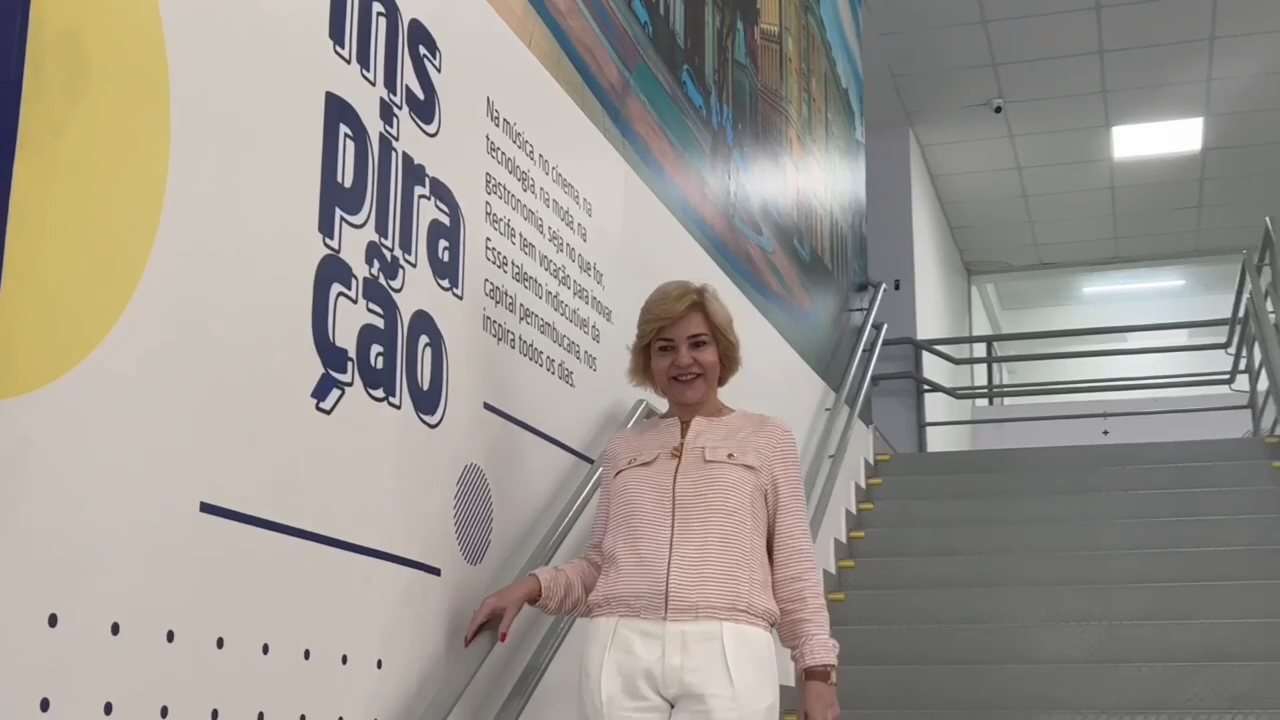 ins
pira
ção
Na música, no cinema, na
tecnologia, na moda, na
gastronomia, seja no que for,
Recife tem vocação para inovar.
Esse talento indiscutível da
capital pernambucana, nos
inspira todos os dias.